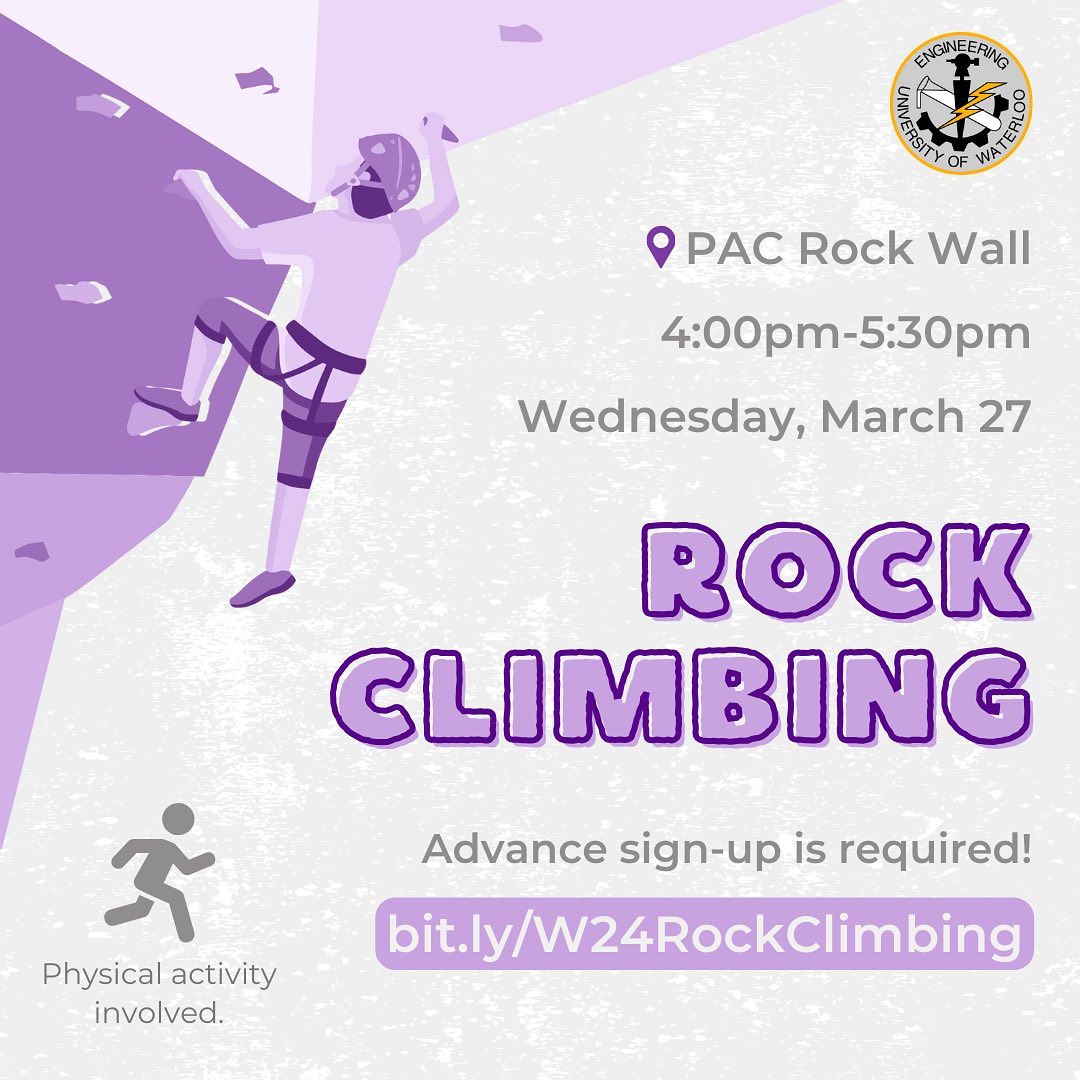 ENGINEERING
UNIVERSITY OF WATERLOO
PAC Rock Wall
4:00pm-5:30pm
Wednesday, March 27
ROCK
CLIMBING
Advance sign-up is required!
bit.ly/W24RockClimbing
Physical activity
involved.